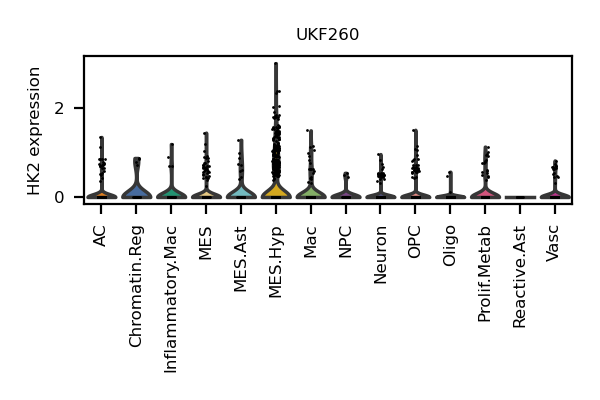 UKF260
HK2 expression
2
0
AC
Chromatin.Reg
Inflammatory.Mac
MES
MES.Ast
MES.Hyp
Mac
NPC
Neuron
OPC
Oligo
Prolif.Metab
Reactive.Ast
Vasc